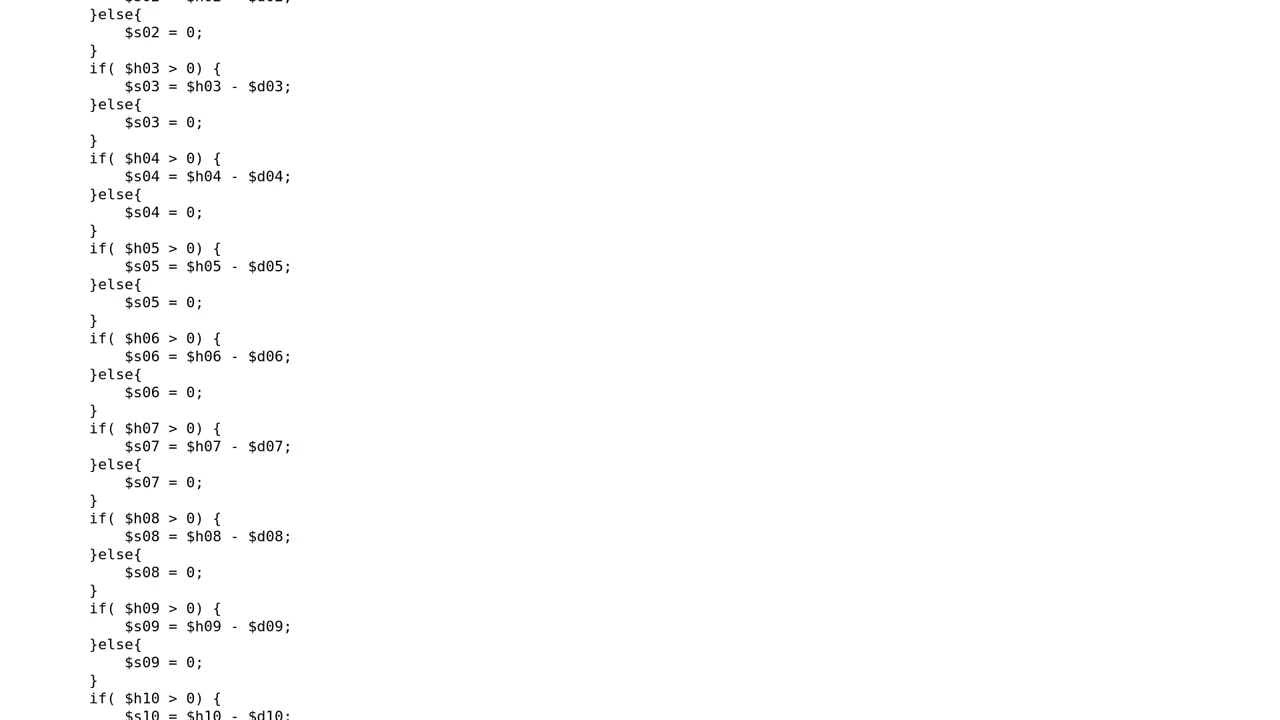 }else{
$s02 = 0;
}
if( $h03 > 0) {
$s03 = $h03 - $d03;
}else{
$s03 = 0;
}
if( $h04 > 0) {
$s04 = $h04 - $d04;
}else{
$s04 = 0;
}
if( $h05 > 0) {
$s05 = $h05 - $d05;
}else{
$s05 = 0;
}
if( $h06 > 0) {
$s06 = $h06 - $d06;
}else{
$s06 = 0;
}
if( $h07 > 0) {
$s07 = $h07 - $d07;
}else{
$s07 = 0;
}
if( $h08 > 0) {
$s08 = $h08 - $d08;
}else{
$s08 = 0;
}
if( $h09 > 0) {
$s09 = $h09 - $d09;
}else{
$s09 = 0;
}
if( $h10 > 0) {
$s10 = $h10 - $d10;